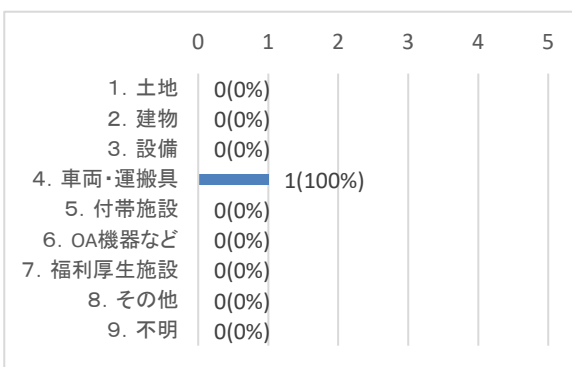 0 1 2 3 4 5
1．土地 0(0%)
２．建物 0(0%)
３．設備 0(0%)
４．車両・運搬具 1(100%)
５．付帯施設 0(0%)
６．OA機器など 0(0%)
７．福利厚生施設 0(0%)
８．その他 0(0%)
９．不明 0(0%)